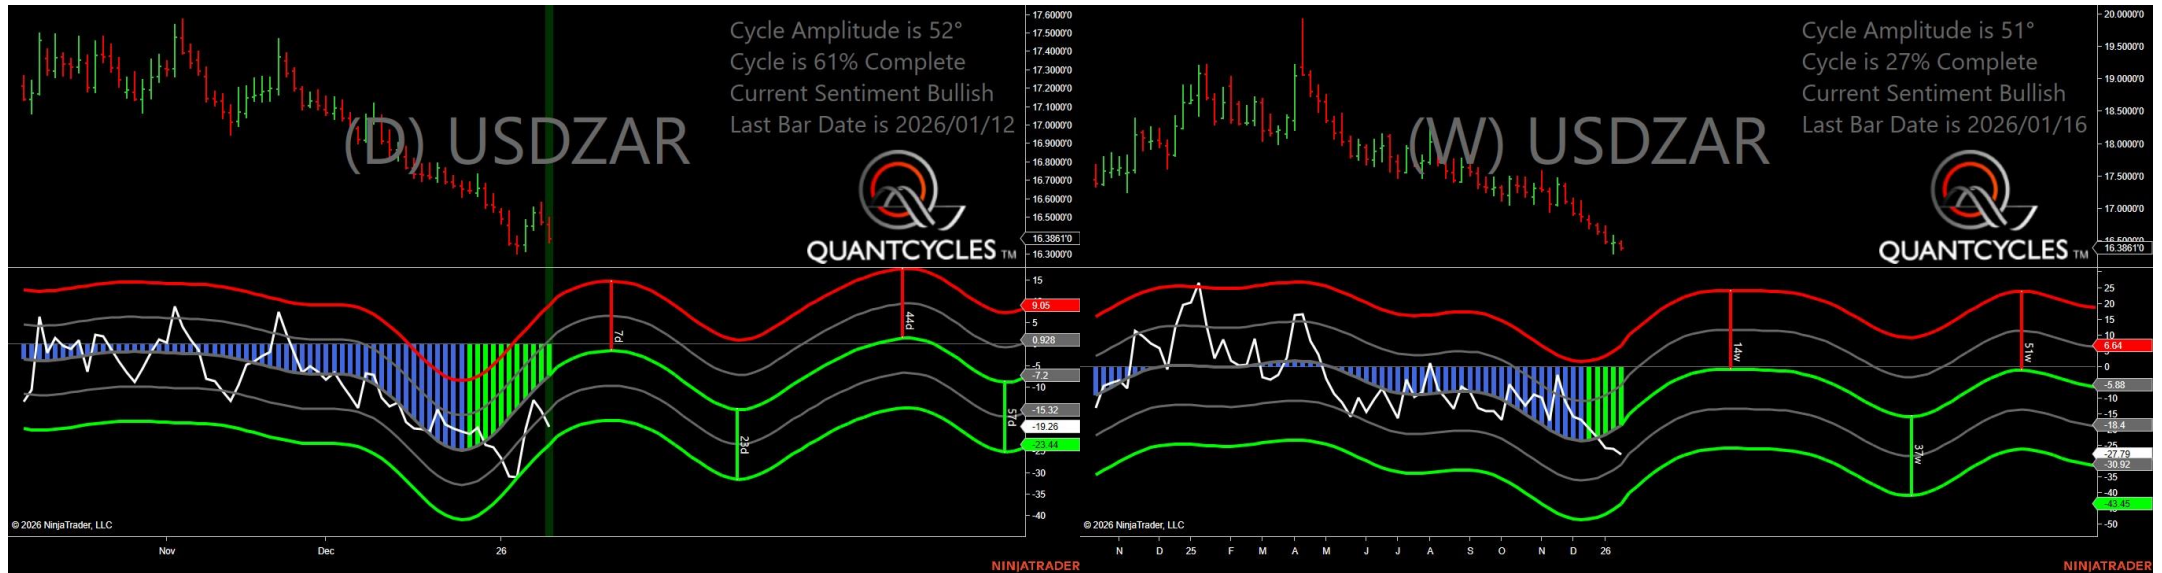 Cycle Amplitude is 52°
Cycle is 61% Complete
Current Sentiment Bullish
Last Bar Date is 2026/01/12
(D) USDZAR
QUANTCYCLES TM
17.6000'0
17.5000'0
17.4000'0
17.3000'0
17.2000'0
17.1000'0
17.0000'0
16.9000'0
16.8000'0
16.7000'0
16.6000'0
16.5000'0
16.3861'0
16.3000'0
15
9.05
5
0.928
-5
-7.2
-10
-15.32
-19.26
-23.44
-30
-35
-40
7d
23d
44d
57d
© 2026 NinjaTrader, LLC
Nov
Dec
26
NINJATRADER
Cycle Amplitude is 51°
Cycle is 27% Complete
Current Sentiment Bullish
Last Bar Date is 2026/01/16
(W) USDZAR
QUANTCYCLES TM
20.0000'0
19.5000'0
19.0000'0
18.5000'0
18.0000'0
17.5000'0
17.0000'0
16.3861'0
25
20
15
10
6.64
0
-5.88
-10
-15
-18.4
-27.79
-30.92
-35
-40
-43.45
-50
14w
37w
51w
© 2026 NinjaTrader, LLC
N
D
25
F
M
A
M
J
J
A
S
O
N
D
26
NINJATRADER